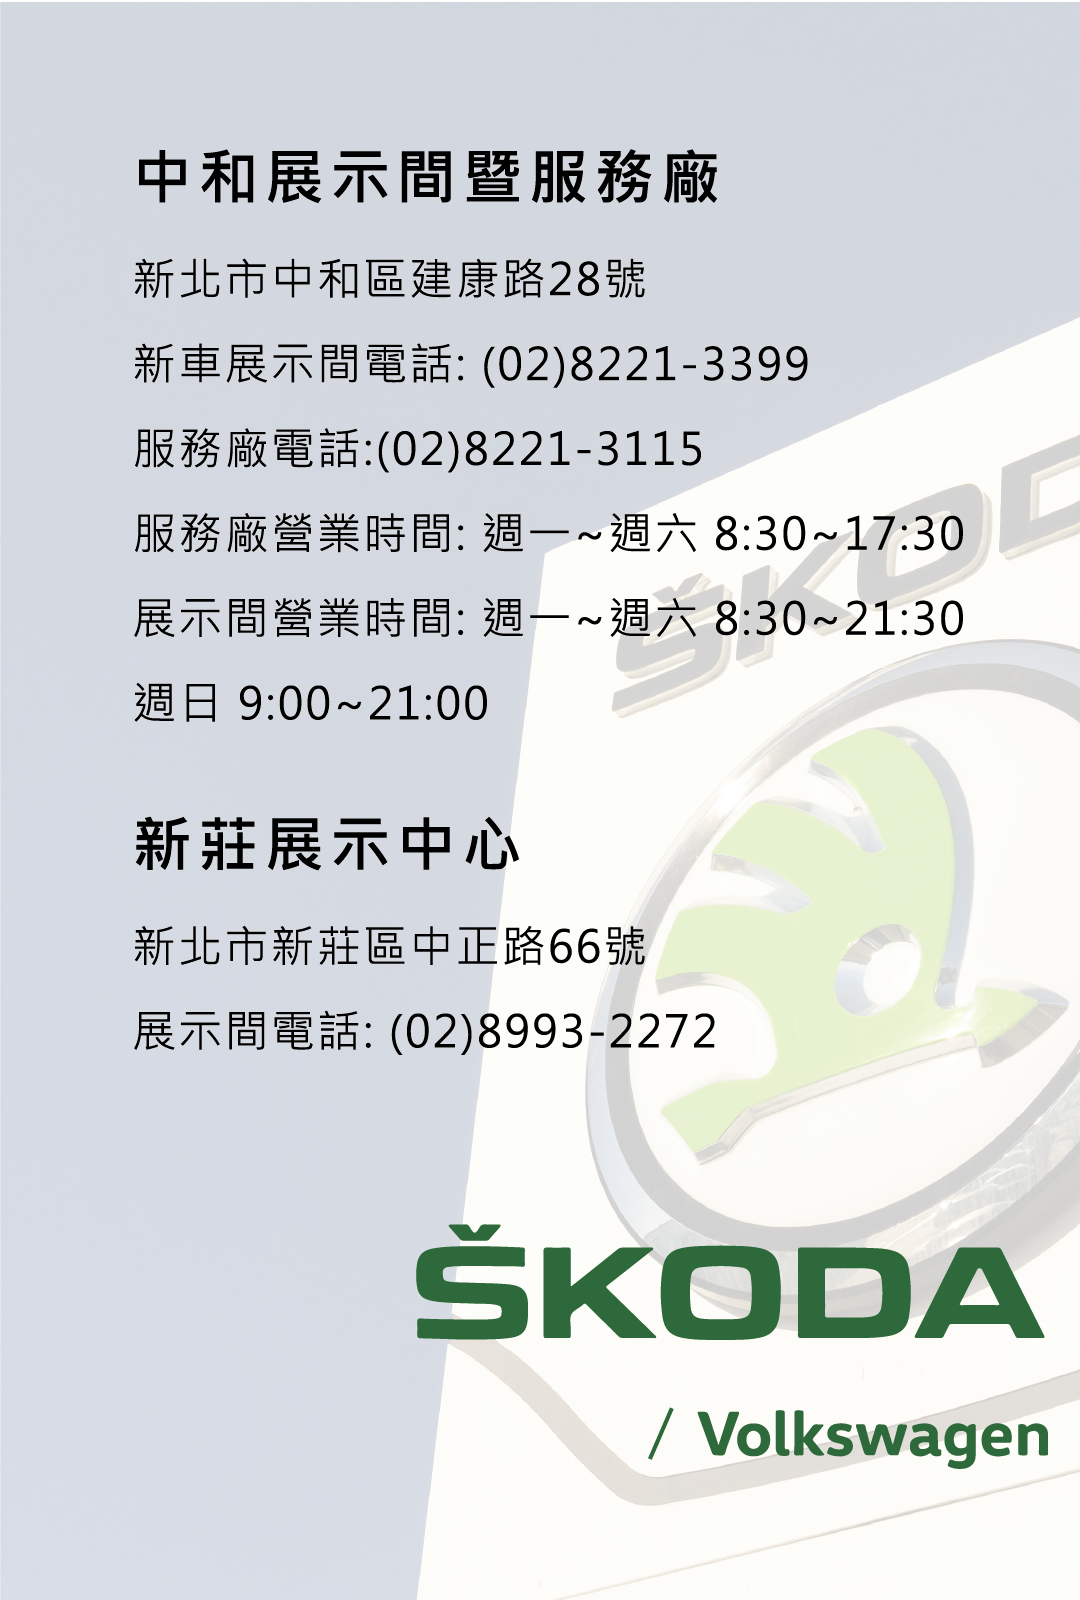 中和展示間暨服務廠
新北市中和區建康路28號
新車展示間電話: (02)8221-3399
服務廠電話:(02)8221-3115
服務廠營業時間: 週一~週六 8:30~17:30
展示間營業時間: 週一~週六 8:30~21:30
週日 9:00~21:00
新莊展示中心
新北市新莊區中正路66號
展示間電話: (02)8993-2272
ŠKOD
ŠKODA
/ Volkswagen